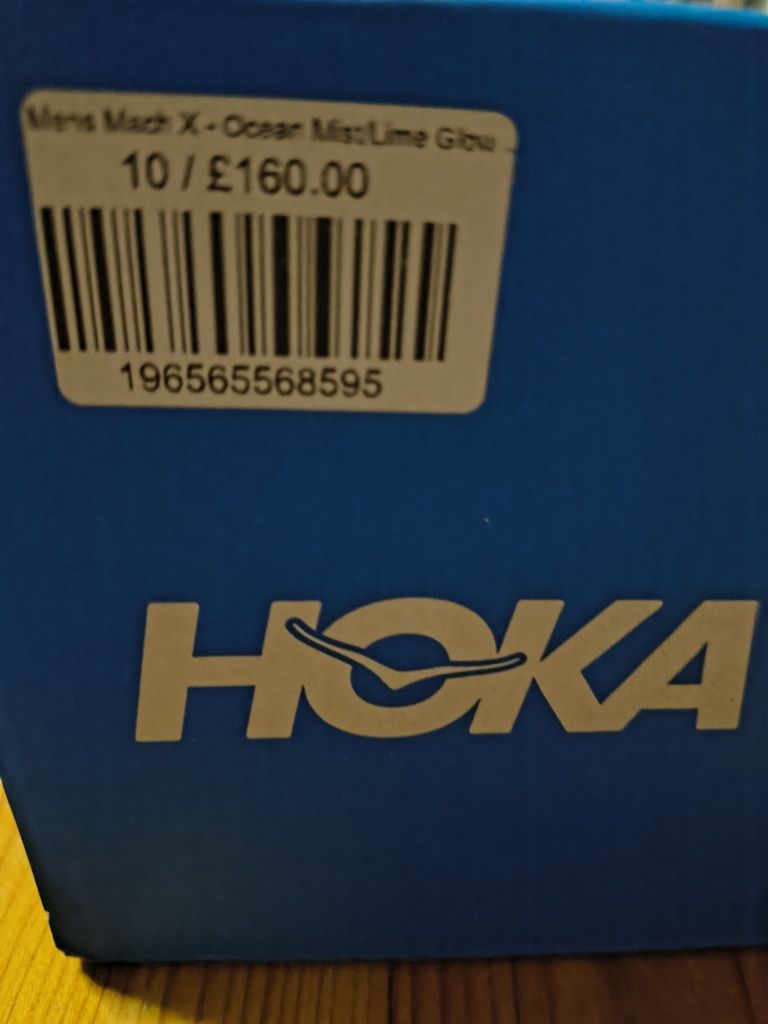 Mens Mach X - Ocean Mist/Lime Glow ...
10 / £160.00
196565568595
HOKA